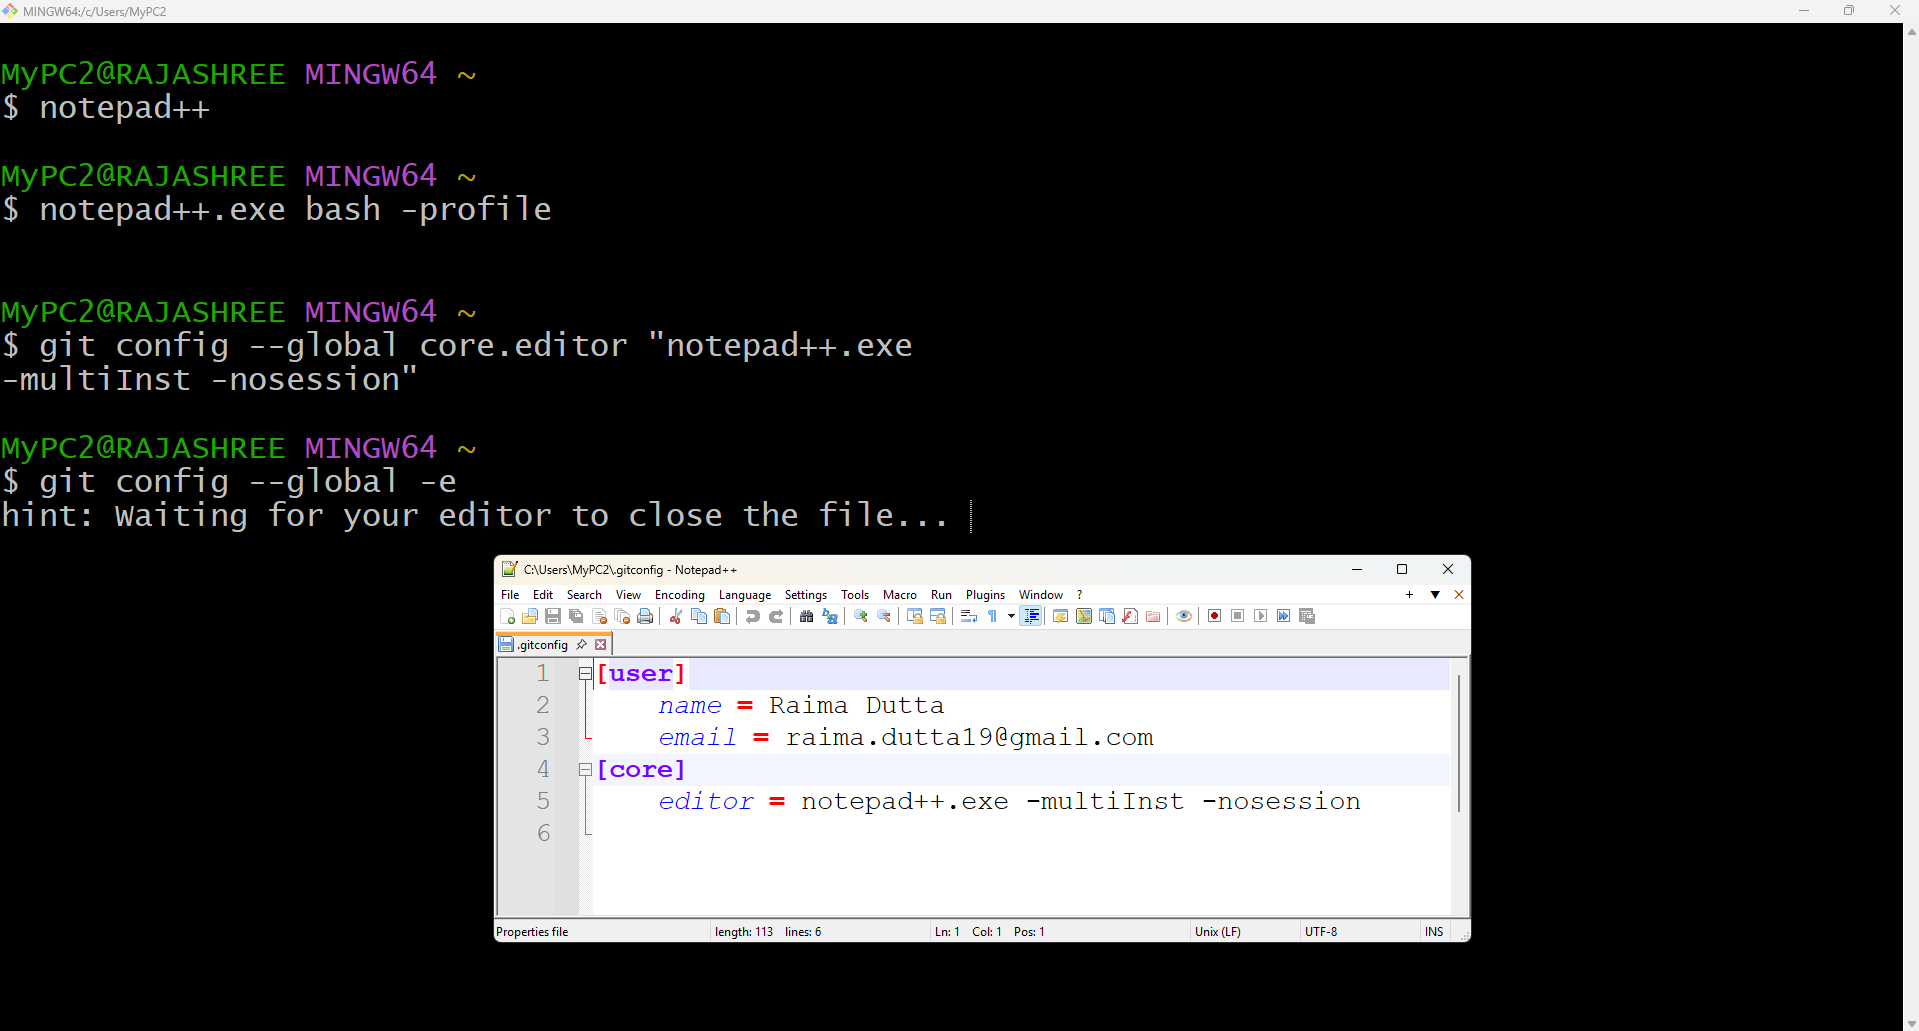 MINGW64:/c/Users/MyPC2
MyPC2@RAJASHREE MINGW64 ~
$ notepad++
MyPC2@RAJASHREE MINGW64 ~
$ notepad++.exe bash -profile
MyPC2@RAJASHREE MINGW64 ~
$ git config --global core.editor "notepad++.exe
-multiInst -nosession"
MyPC2@RAJASHREE MINGW64 ~
$ git config --global -e
hint: Waiting for your editor to close the file...
C:\Users\MyPC2\.gitconfig - Notepad++
File Edit Search View Encoding Language Settings Tools Macro Run Plugins Window ?
.gitconfig
1 [user]
2 name = Raima Dutta
3 email = raima.dutta19@gmail.com
4 [core]
5 editor = notepad++.exe -multiInst -nosession
6
Properties file length: 113 lines: 6 Ln: 1 Col: 1 Pos: 1 Unix (LF) UTF-8 INS